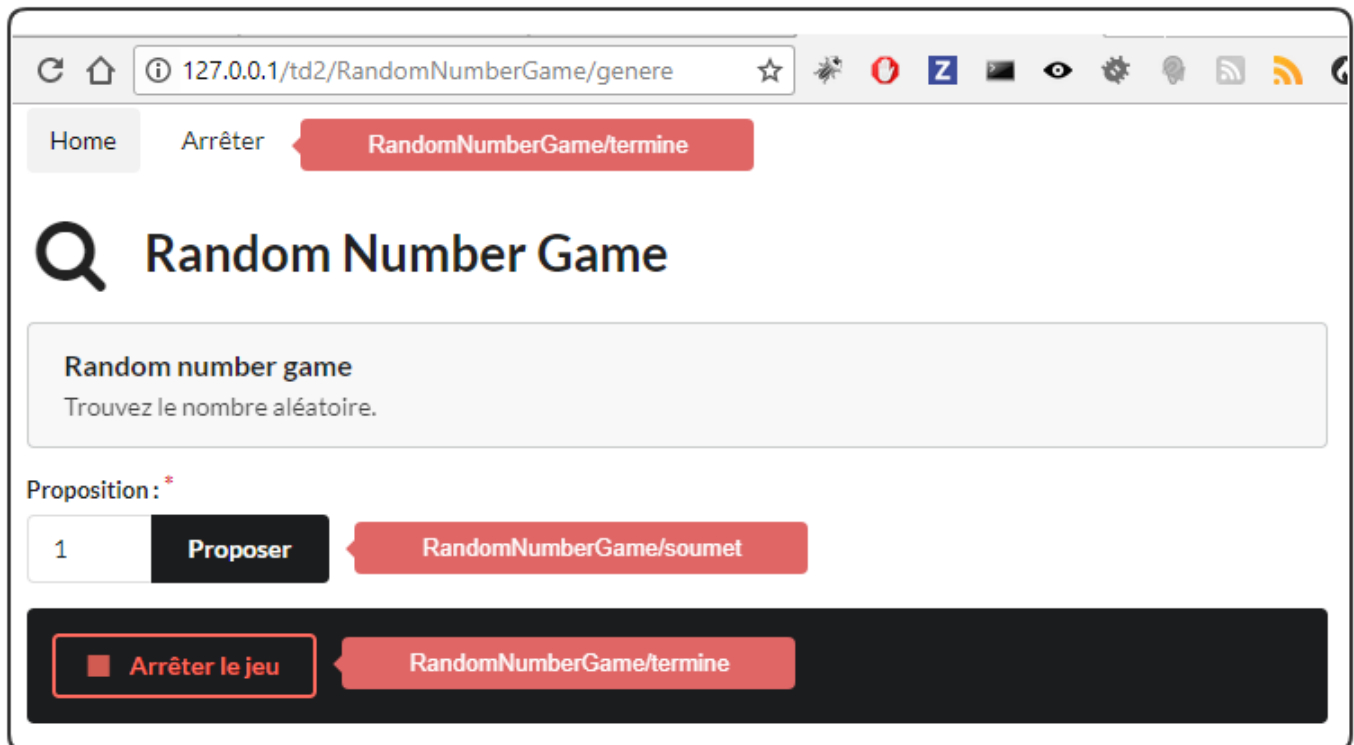 127.0.0.1/td2/RandomNumberGame/genere
Z
Home
Arrêter
RandomNumberGame/termine
Random Number Game
Random number game
Trouvez le nombre aléatoire.
Proposition : *
1
Proposer
RandomNumberGame/soumet
Arrêter le jeu
RandomNumberGame/termine